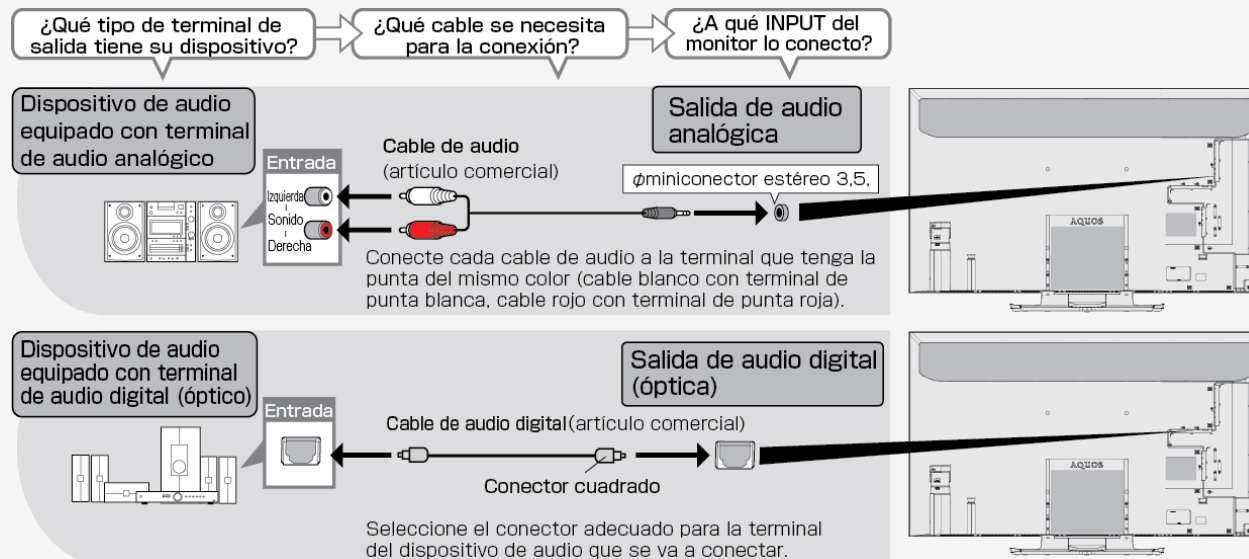 ¿Qué tipo de terminal de
salida tiene su dispositivo?
¿Qué cable se necesita
para la conexión?
¿A qué INPUT del
monitor lo conecto?
Dispositivo de audio
equipado con terminal
de audio analógico
Entrada
Izquierda
Sonido
Derecha
Cable de audio
(artículo comercial)
Salida de audio
analógica
φminiconector estéreo 3,5,
Conecte cada cable de audio a la terminal que tenga la
punta del mismo color (cable blanco con terminal de
punta blanca, cable rojo con terminal de punta roja).
AQUOS
Dispositivo de audio
equipado con terminal
de audio digital (óptico)
Entrada
Cable de audio digital(artículo comercial)
Conector cuadrado
Salida de audio digital
(óptica)
Seleccione el conector adecuado para la terminal
del dispositivo de audio que se va a conectar.
AQUOS